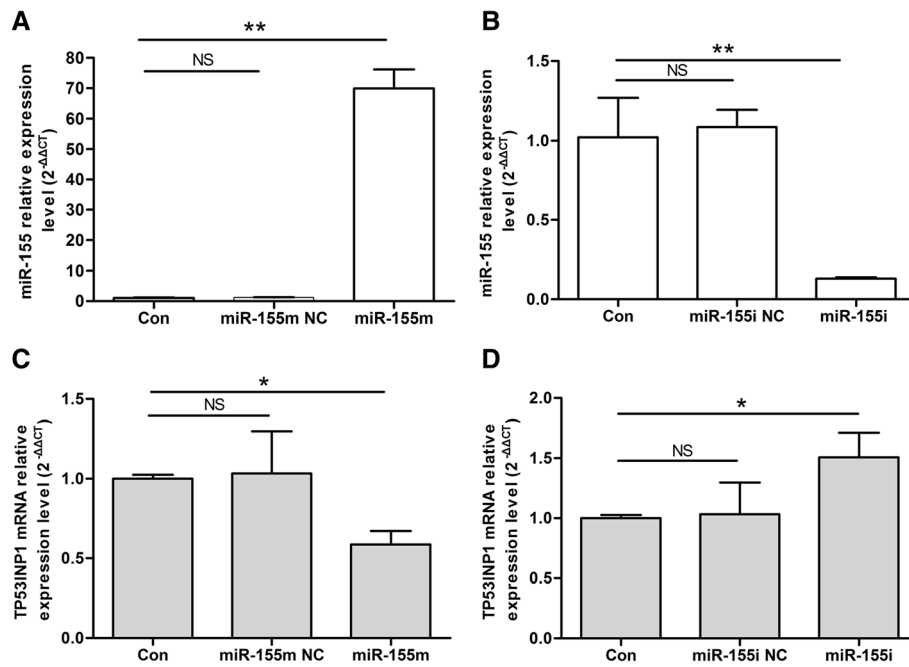 A
**
NS
80
70
60
50
40
30
20
10
0
miR-155 relative expression
level (2-ΔΔCT)
Con
miR-155m NC
miR-155m
B
**
NS
1.5
1.0
0.5
0.0
miR-155 relative expression
level (2-ΔΔCT)
Con
miR-155i NC
miR-155i
C
*
NS
1.5
1.0
0.5
0.0
TP53INP1 mRNA relative
expression level (2-ΔΔCT)
Con
miR-155m NC
miR-155m
D
*
NS
2.0
1.5
1.0
0.5
0.0
TP53INP1 mRNA relative
expression level (2-ΔΔCT)
Con
miR-155i NC
miR-155i